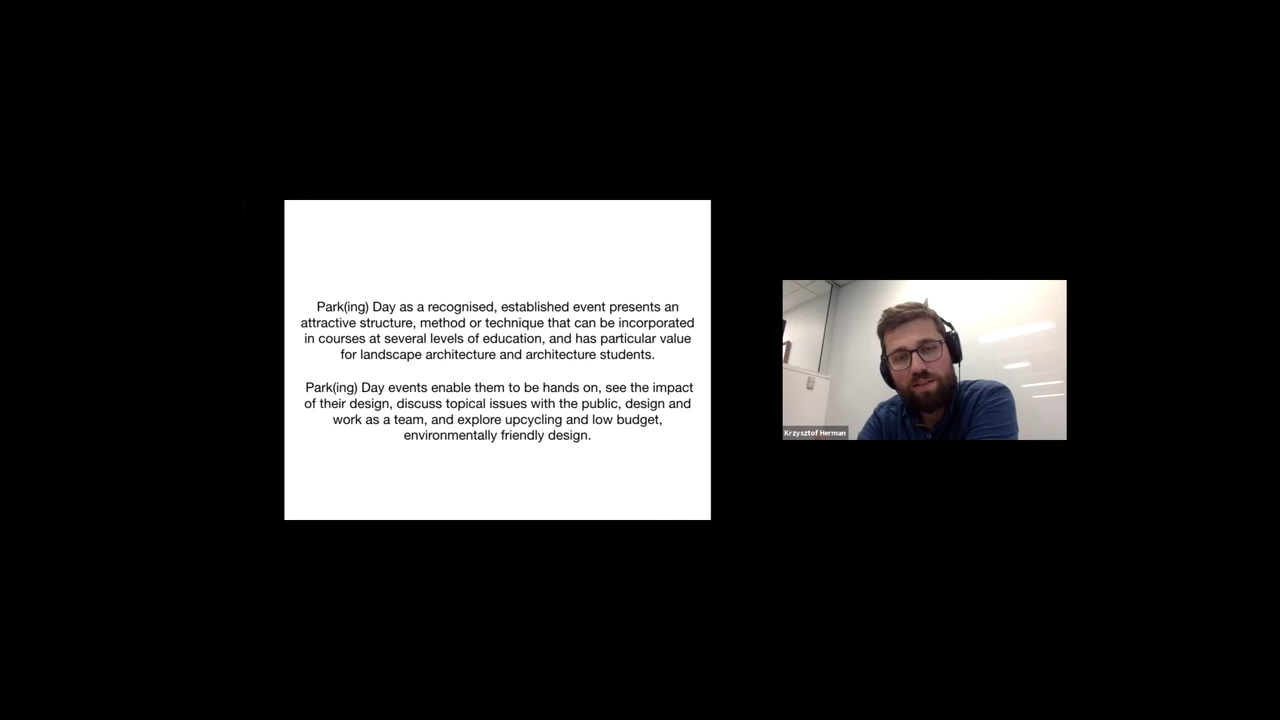 Park(ing) Day as a recognised, established event presents an
attractive structure, method or technique that can be incorporated
in courses at several levels of education, and has particular value
for landscape architecture and architecture students.
Park(ing) Day events enable them to be hands on, see the impact
of their design, discuss topical issues with the public, design and
work as a team, and explore upcycling and low budget,
environmentally friendly design.
Krzysztof Herman